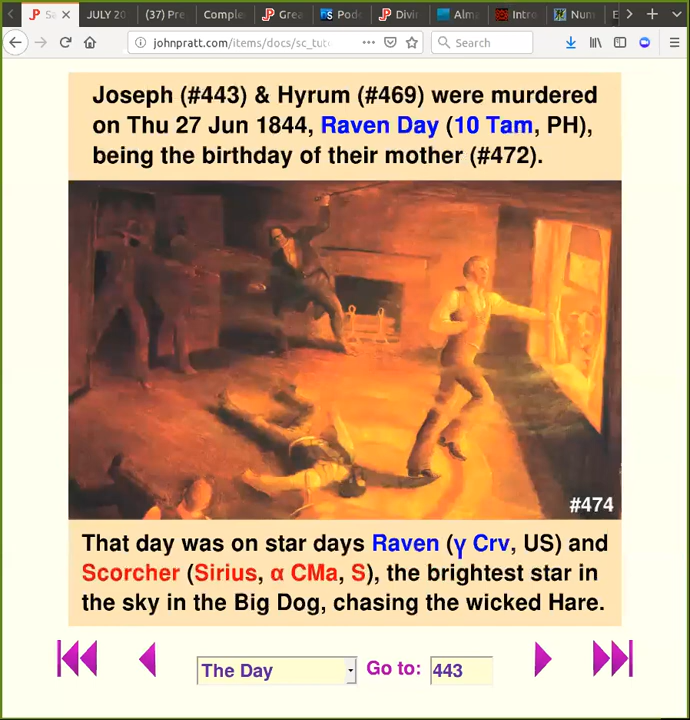 JULY 20
(37) Pre
Comple
Grea
Pode
Divi
Alma
Intro
Num
E
johnpratt.com/items/docs/sc_tut
Search
Joseph (#443) & Hyrum (#469) were murdered
on Thu 27 Jun 1844, Raven Day (10 Tam, PH),
being the birthday of their mother (#472).
#474
That day was on star days Raven (γ Crv, US) and
Scorcher (Sirius, α CMa, S), the brightest star in
the sky in the Big Dog, chasing the wicked Hare.
The Day
Go to: 443